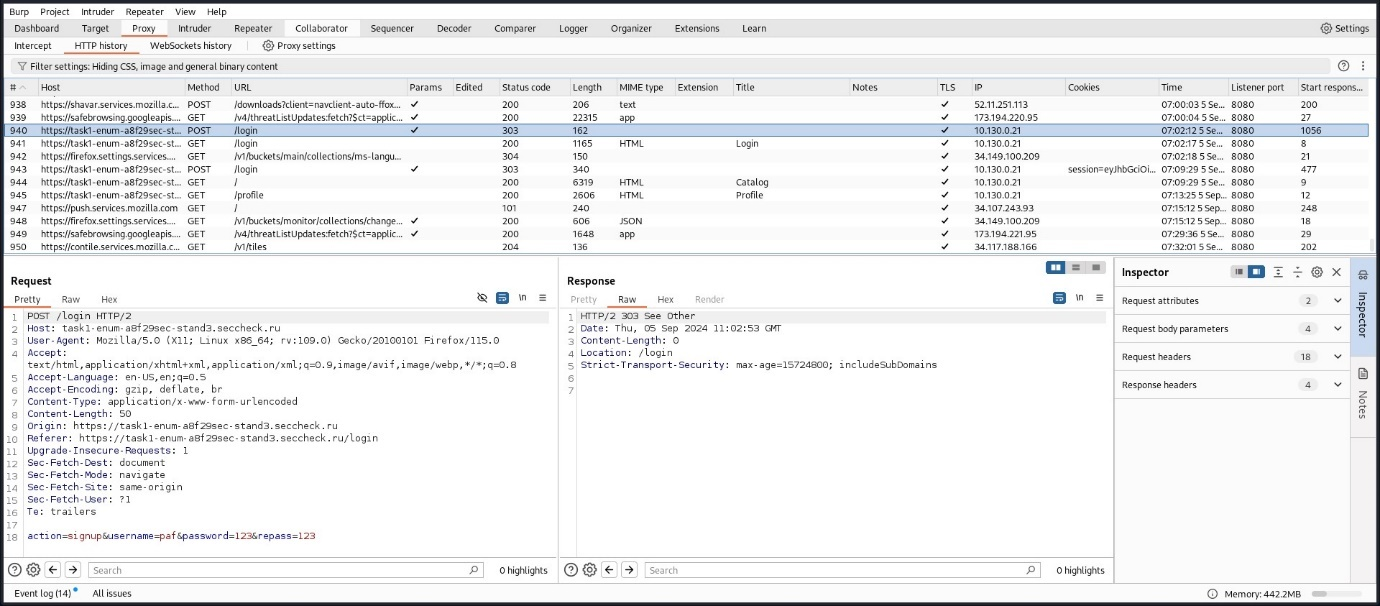 Burp Project Intruder Repeater View Help
Dashboard Target Proxy Intruder Repeater Collaborator Sequencer Decoder Comparer Logger Organizer Extensions Learn Settings
Intercept HTTP history WebSockets history Proxy settings
Filter settings: Hiding CSS, image and general binary content
# Host Method URL Params Edited Status code Length MIME type Extension Title Notes TLS IP Cookies Time Listener port Start respons...
938 https://shavar.services.mozilla.c... POST /downloads?client=navclient-auto-ffox... ✓ 200 206 text ✓ 52.11.251.113 07:00:03 5 Se... 8080 200
939 https://safebrowsing.googleapis.... GET /v4/threatListUpdates:fetch?$ct=applic... ✓ 200 22315 app ✓ 173.194.220.95 07:00:04 5 Se... 8080 27
940 https://task1-enum-a8f29sec-st... POST /login ✓ 303 162 ✓ 10.130.0.21 07:02:12 5 Se... 8080 1056
941 https://task1-enum-a8f29sec-st... GET /login 200 1165 HTML Login ✓ 10.130.0.21 07:02:17 5 Se... 8080 8
942 https://firefox.settings.services.... GET /v1/buckets/main/collections/ms-langu... 304 150 ✓ 34.149.100.209 07:02:18 5 Se... 8080 21
943 https://task1-enum-a8f29sec-st... POST /login ✓ 303 340 ✓ 10.130.0.21 session=eyJhbGciOi... 07:09:29 5 Se... 8080 477
944 https://task1-enum-a8f29sec-st... GET / 200 6319 HTML Catalog ✓ 10.130.0.21 07:09:29 5 Se... 8080 9
945 https://task1-enum-a8f29sec-st... GET /profile 200 2606 HTML Profile ✓ 10.130.0.21 07:13:25 5 Sep... 8080 12
947 https://push.services.mozilla.com GET / 101 240 ✓ 34.107.243.93 07:15:12 5 Sep... 8080 248
948 https://firefox.settings.services.... GET /v1/buckets/monitor/collections/change... ✓ 200 606 JSON ✓ 34.149.100.209 07:15:12 5 Sep... 8080 18
949 https://safebrowsing.googleapis.... GET /v4/threatListUpdates:fetch?$ct=applic... ✓ 200 1648 app ✓ 173.194.221.95 07:29:36 5 Se... 8080 29
950 https://contile.services.mozilla.c... GET /v1/tiles 204 136 ✓ 34.117.188.166 07:32:01 5 Se... 8080 202
Request
Pretty Raw Hex \n
1 POST /login HTTP/2
2 Host: task1-enum-a8f29sec-stand3.seccheck.ru
3 User-Agent: Mozilla/5.0 (X11; Linux x86_64; rv:109.0) Gecko/20100101 Firefox/115.0
4 Accept:
text/html,application/xhtml+xml,application/xml;q=0.9,image/avif,image/webp,*/*;q=0.8
5 Accept-Language: en-US,en;q=0.5
6 Accept-Encoding: gzip, deflate, br
7 Content-Type: application/x-www-form-urlencoded
8 Content-Length: 50
9 Origin: https://task1-enum-a8f29sec-stand3.seccheck.ru
10 Referer: https://task1-enum-a8f29sec-stand3.seccheck.ru/login
11 Upgrade-Insecure-Requests: 1
12 Sec-Fetch-Dest: document
13 Sec-Fetch-Mode: navigate
14 Sec-Fetch-Site: same-origin
15 Sec-Fetch-User: ?1
16 Te: trailers
17
18 action=signup&username=paf&password=123&repass=123
Search 0 highlights
Response
Pretty Raw Hex Render \n
1 HTTP/2 303 See Other
2 Date: Thu, 05 Sep 2024 11:02:53 GMT
3 Content-Length: 0
4 Location: /login
5 Strict-Transport-Security: max-age=15724800; includeSubDomains
6
7
Search 0 highlights
Inspector
Request attributes 2
Request body parameters 4
Request headers 18
Response headers 4
Inspector
Notes
Event log (14) All issues Memory: 442.2MB